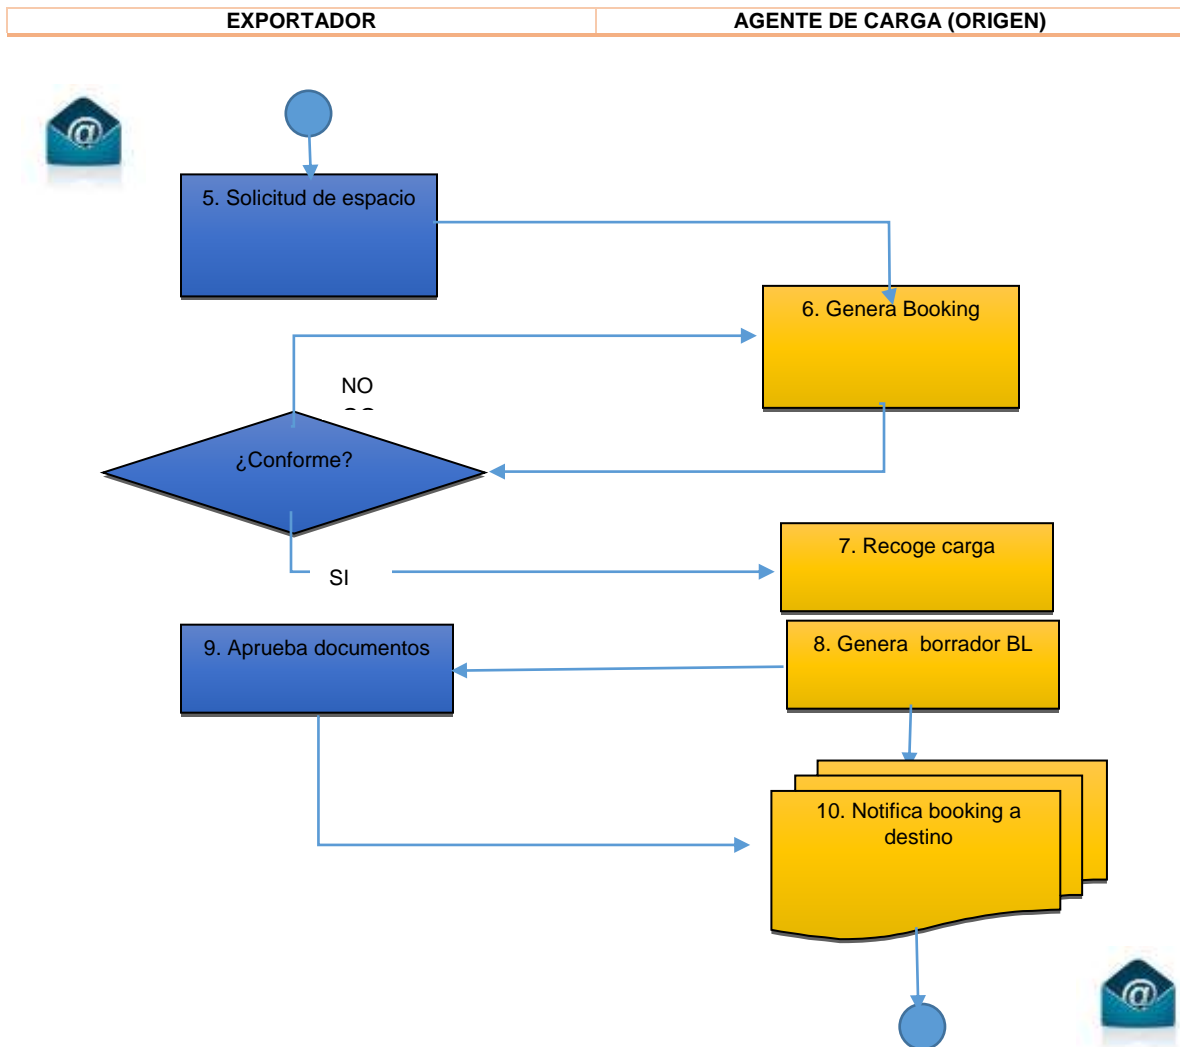 EXPORTADOR
AGENTE DE CARGA (ORIGEN)
5. Solicitud de espacio
6. Genera Booking
NO
¿Conforme?
7. Recoge carga
SI
9. Aprueba documentos
8. Genera borrador BL
10. Notifica booking a
destino